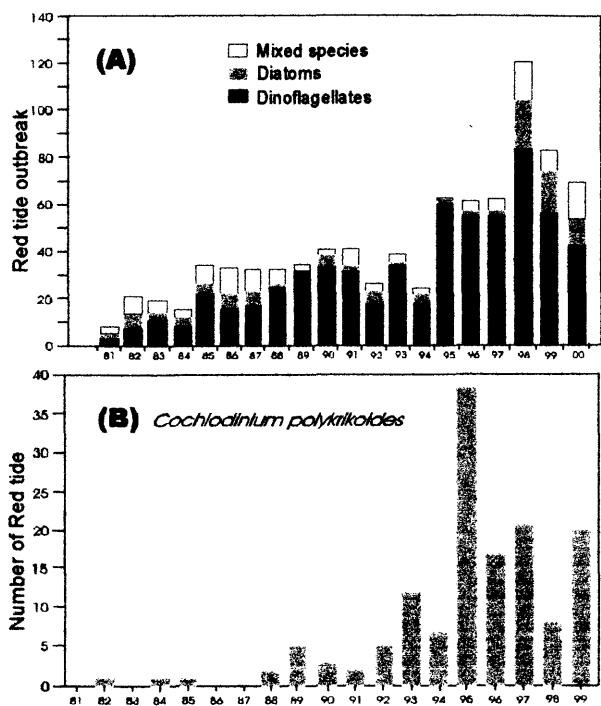 140
120
100
80
60
40
20
0
Red tide outbreak
(A)
Mixed species
Diatoms
Dinoflagellates
81 82 83 84 85 86 87 88 89 90 91 92 93 94 95 96 97 98 99 00
40
35
30
25
20
15
10
5
0
Number of Red tide
(B) Cochlodinium polykrikoides
81 82 83 84 85 86 87 88 89 90 91 92 93 94 96 96 97 98 99